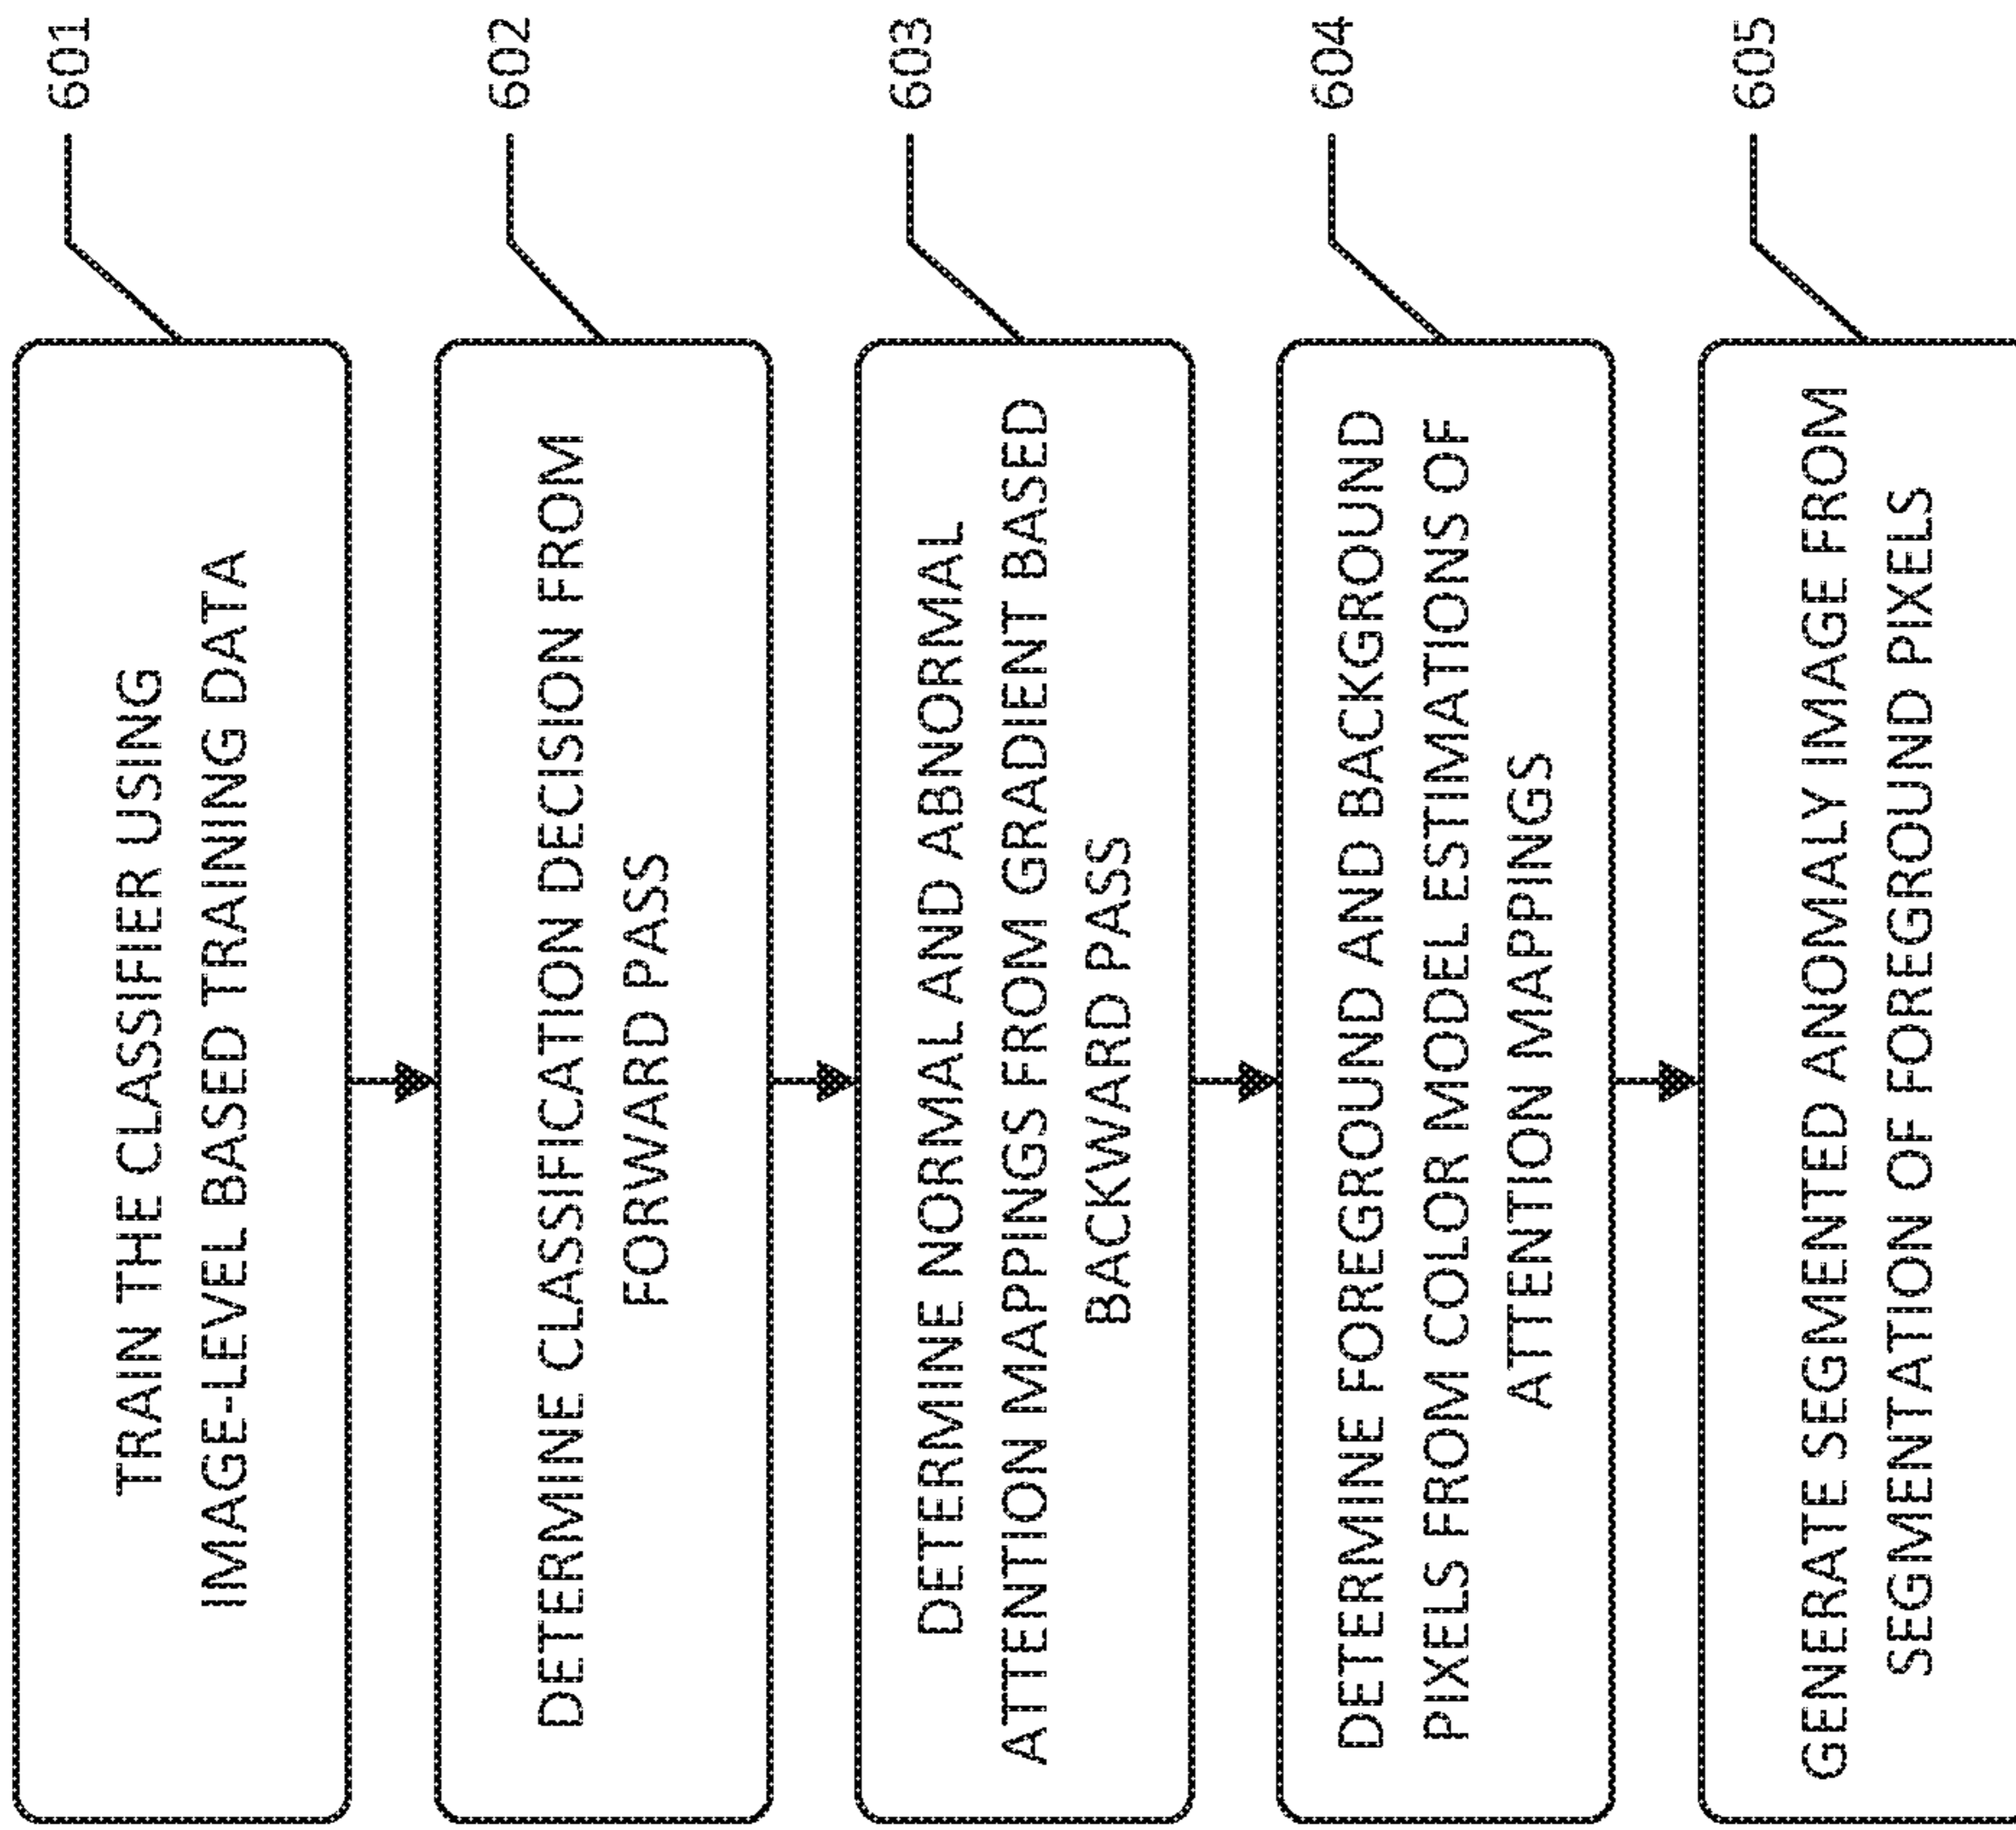 TRAIN THE CLASSIFIER USING
IMAGE-LEVEL BASED TRAINING DATA
601
DETERMINE CLASSIFICATION DECISION FROM
FORWARD PASS
602
DETERMINE NORMAL AND ABNORMAL
ATTENTION MAPPINGS FROM GRADIENT BASED
BACKWARD PASS
603
DETERMINE FOREGROUND AND BACKGROUND
PIXELS FROM COLOR MODEL ESTIMATIONS OF
ATTENTION MAPPINGS
604
GENERATE SEGMENTED ANOMALY IMAGE FROM
SEGMENTATION OF FOREGROUND PIXELS
605